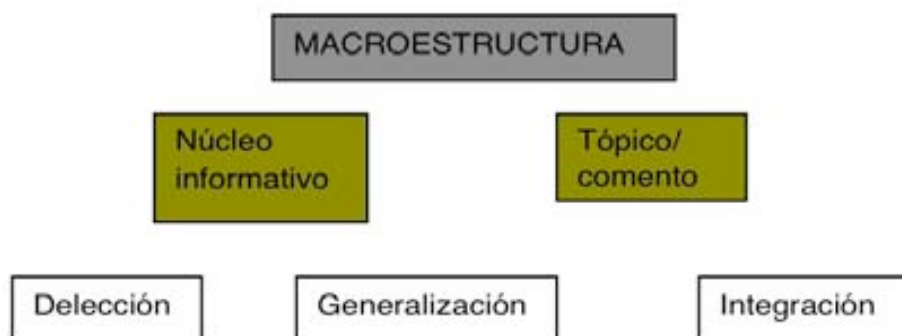 MACROESTRUCTURA
Núcleo
informativo
Tópico/
comento
Delección
Generalización
Integración